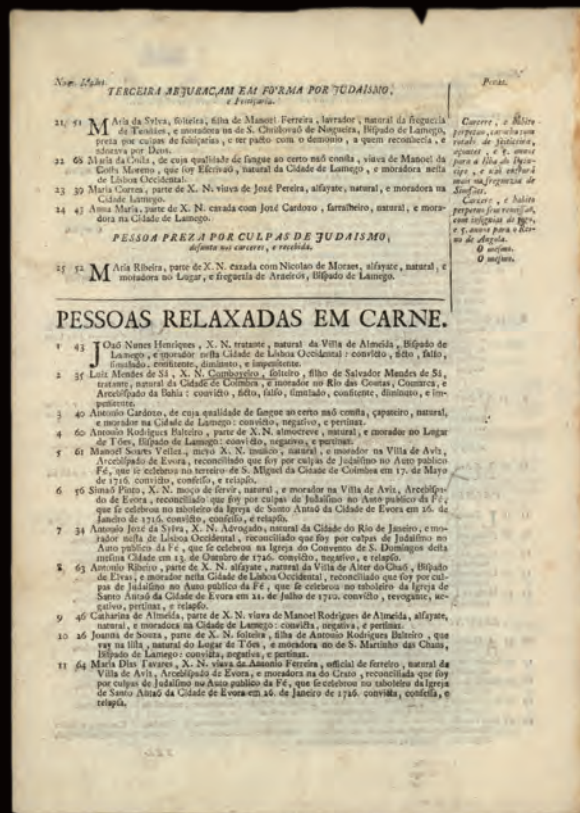 Num. Idades. Penas.
TERCEIRA ABJURAÇAM EM FORMA POR JUDAISMO,
e Feitiçaria.
21 51 MAria da Sylva, solteira, filha de Manoel Ferreira, lavrador, natural da freguezia
de Tendães, e moradora na de S. Christovaõ de Nogueira, Bispado de Lamego,
preza por culpas de feitiçarias, e ter pacto com o demonio, a quem reconhecia, e
adorava por Deus.
22 66 Maria da Costa, de cuja qualidade de sangue ao certo naõ consta, viuva de Manoel da
Costa Moreno, que foy Escrivaõ, natural da Cidade de Lamego, e moradora nesta
de Lisboa Occidental.
23 39 Maria Correa, parte de X. N. viuva de José Pereira, alfayate, natural, e moradora na
Cidade Lamego.
24 43 Anna Maria, parte de X. N. cazada com José Cardozo, sarralheiro, natural, e mora-
dora na Cidade de Lamego.
Carcere, e habito
perpetuo, carocha com
rotulo de feiticeira,
açoutes, e 5. annos
para a Ilha do Prin-
cipe, e naõ entrará
mais na freguezia de
Carcere, e habito
perpetuo sem remissaõ,
com insignias de fogo,
e 5. annos para o Rey-
no de Angola.
O mesmo.
O mesmo.
PESSOA PREZA POR CULPAS DE JUDAISMO,
defunta nos carceres, e recebida.
25 52 MAria Ribeira, parte de X. N. cazada com Nicolao de Moraes, alfayate, natural, e
moradora no Lugar, e freguezia de Arneirós, Bispado de Lamego.
PESSOAS RELAXADAS EM CARNE.
1 43 JOaõ Nunes Henriques, X. N. tratante, natural da Villa de Almeida, Bispado de
Lamego, e morador nesta Cidade de Lisboa Occidental: convicto, ficto, falso,
simulado, confitente, diminuto, e impenitente.
2 35 Luiz Mendes de Sá, X. N. Comboyeiro, solteiro, filho de Salvador Mendes de Sá,
tratante, natural da Cidade de Coimbra, e morador no Rio das Contas, Comarca, e
Arcebispado da Bahia: convicto, ficto, falso, simulado, confitente, diminuto, e im-
penitente.
3 40 Antonio Cardozo, de cuja qualidade de sangue ao certo naõ consta, çapateiro, natural,
e morador na Cidade de Lamego: convicto, negativo, e pertinaz.
4 60 Antonio Rodrigues Balteiro, parte de X. N. almocreve, natural, e morador no Lugar
de Tões, Bispado de Lamego: convicto, negativo, e pertinaz.
5 61 Manoel Soares Velles, meyo X. N. musico, natural, e morador na Villa de Aviz,
Arcebispado de Evora, reconciliado que foy por culpas de Judaismo no Auto publico
Fé, que se celebrou no terreiro de S. Miguel da Cidade de Coimbra em 17. de Mayo
de 1716. convicto, confesso, e relapso.
6 56 Simaõ Pinto, X. N. moço de servir, natural, e morador na Villa de Aviz, Arcebispa-
do de Evora, reconciliado que foy por culpas de Judaismo no Auto publico da Fé,
que se celebrou no taboleiro da Igreja de Santo Antaõ da Cidade de Evora em 26. de
Janeiro de 1716. convicto, confesso, e relapso.
7 34 Antonio José da Sylva, X. N. Advogado, natural da Cidade do Rio de Janeiro, e mo-
rador nesta de Lisboa Occidental, reconciliado que foy por culpas de Judaismo no
Auto publico da Fé, que se celebrou na Igreja do Convento de S. Domingos desta
mesma Cidade em 23. de Outubro de 1726. convicto, negativo, e relapso.
8 63 Antonio Ribeiro, parte de X. N. alfayate, natural da Villa de Alter do Chaõ, Bispado
de Elvas, e morador nesta Cidade de Lisboa Occidental, reconciliado que foy por cul-
pas de Judaismo no Auto publico da Fé, que se celebrou no taboleiro da Igreja de
Santo Antaõ da Cidade de Evora em 21. de Julho de 1710. convicto, revogante, ne-
gativo, pertinaz, e relapso.
9 46 Catharina de Almeida, parte de X. N. viuva de Manoel Rodrigues de Almeida, alfayate,
natural, e moradora na Cidade de Lamego: convicta, negativa, e pertinaz.
10 26 Joanna de Souza, parte de X. N. solteira, filha de Antonio Rodrigues Balteiro, que
vay na lista, natural do Lugar de Tões, e moradora no de S. Martinho das Chans,
Bispado de Lamego: convicta, negativa, e pertinaz.
11 64 Maria Dias Tavares, X. N. viuva de Antonio Ferreira, official de ferreiro, natural da
Villa de Aviz, Arcebispado de Evora, e moradora na do Crato, reconciliada que foy
por culpas de Judaismo no Auto publico da Fé, que se celebrou no taboleiro da Igreja
de Santo Antaõ da Cidade de Evora em 26. de Janeiro de 1716. convicta, confessa, e
relapsa.